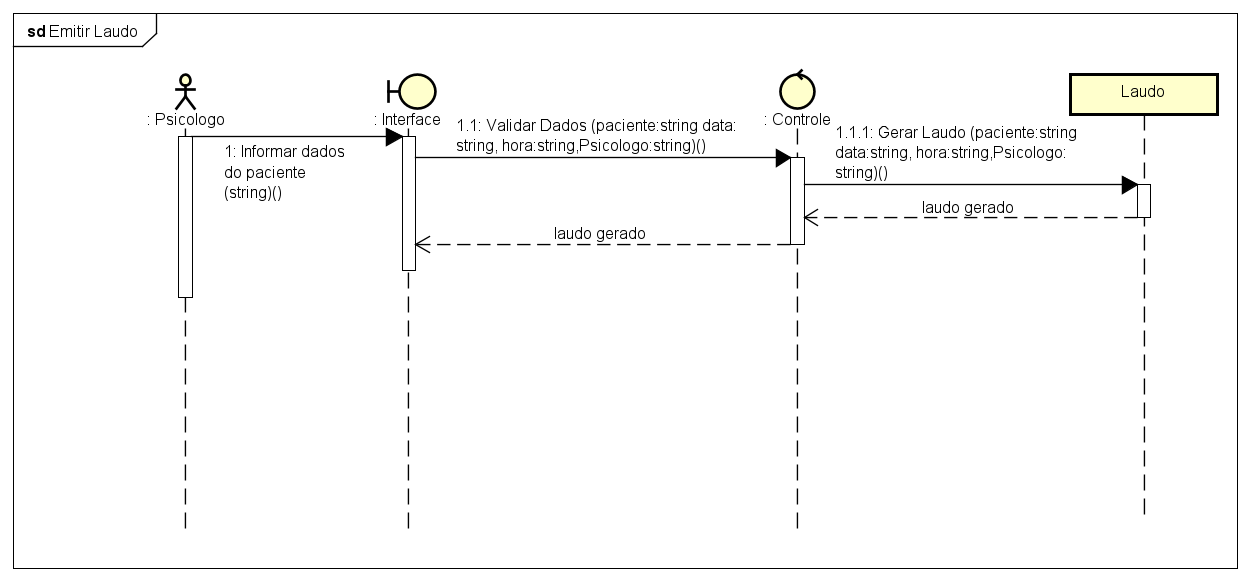 sd Emitir Laudo
: Psicologo
: Interface
: Controle
Laudo
1: Informar dados
do paciente
(string)()
1.1: Validar Dados (paciente:string data:
string, hora:string,Psicologo:string)()
1.1.1: Gerar Laudo (paciente:string
data:string, hora:string,Psicologo:
string)()
laudo gerado
laudo gerado